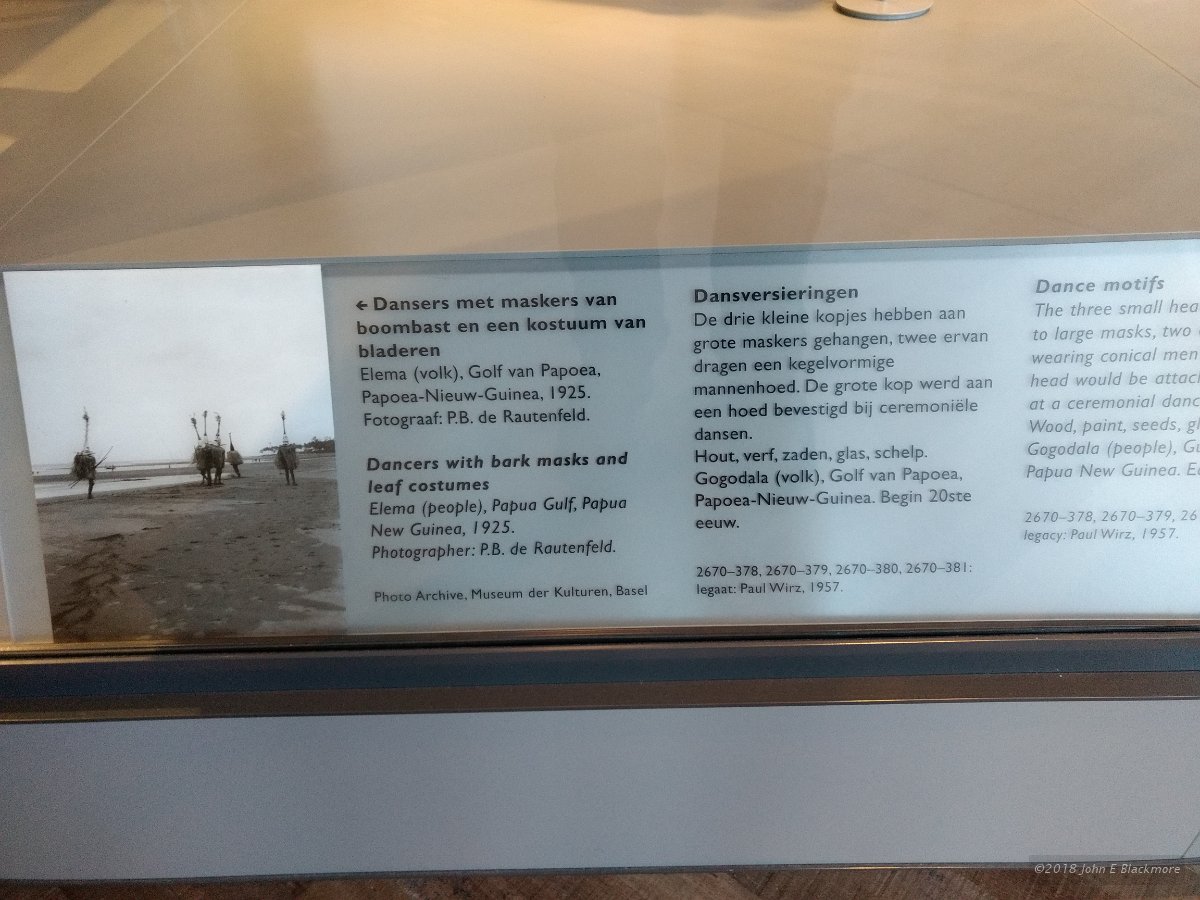 ← Dansers met maskers van
boombast en een kostuum van
bladeren
Elema (volk), Golf van Papoea,
Papoea-Nieuw-Guinea, 1925.
Fotograaf: P.B. de Rautenfeld.
Dancers with bark masks and
leaf costumes
Elema (people), Papua Gulf, Papua
New Guinea, 1925.
Photographer: P.B. de Rautenfeld.
Photo Archive, Museum der Kulturen, Basel
Dansversieringen
De drie kleine kopjes hebben aan
grote maskers gehangen, twee ervan
dragen een kegelvormige
mannenhoed. De grote kop werd aan
een hoed bevestigd bij ceremoniële
dansen.
Hout, verf, zaden, glas, schelp.
Gogodala (volk), Golf van Papoea,
Papoea-Nieuw-Guinea. Begin 20ste
eeuw.
2670–378, 2670–379, 2670–380, 2670–381:
legaat: Paul Wirz, 1957.
Dance motifs
The three small
to large masks, two
wearing conical
head would be
at a ceremonial
Wood, paint, seeds,
Gogodala (people),
Papua New Guinea.
2670–378, 2670–379,
legacy: Paul Wirz, 1957.
©2018 John E Blackmore